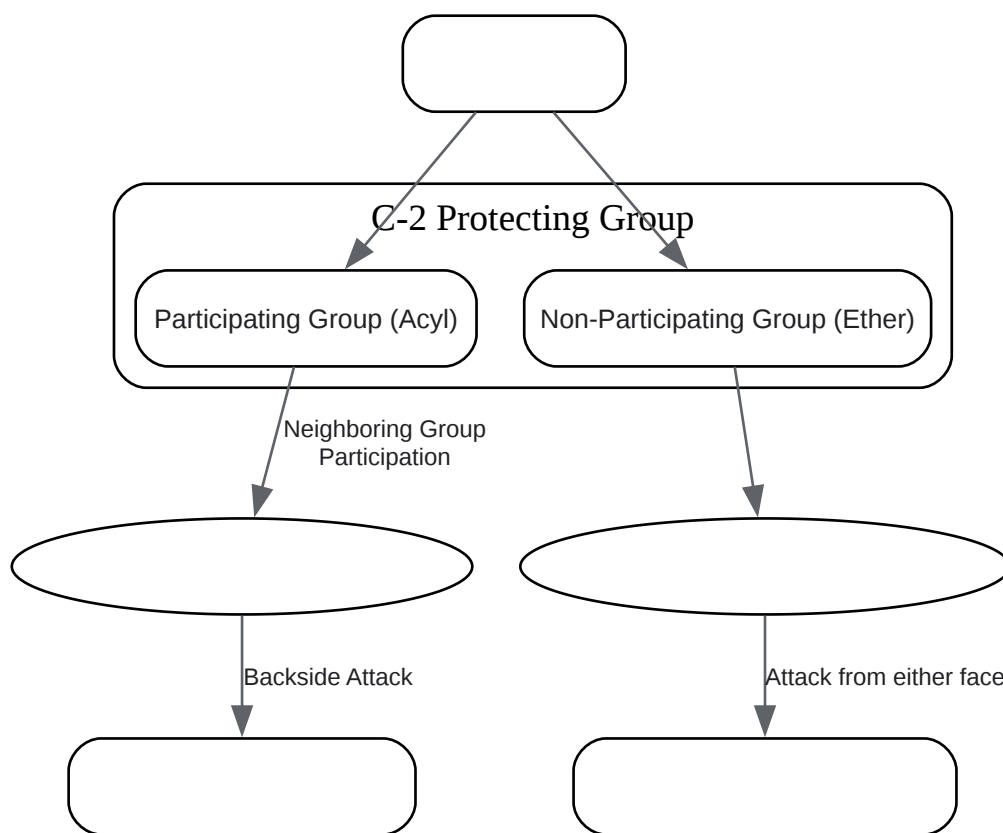 C-2 Protecting Group
Participating Group (Acyl)
Non-Participating Group (Ether)
Neighboring Group
Participation
Backside Attack
Attack from either face